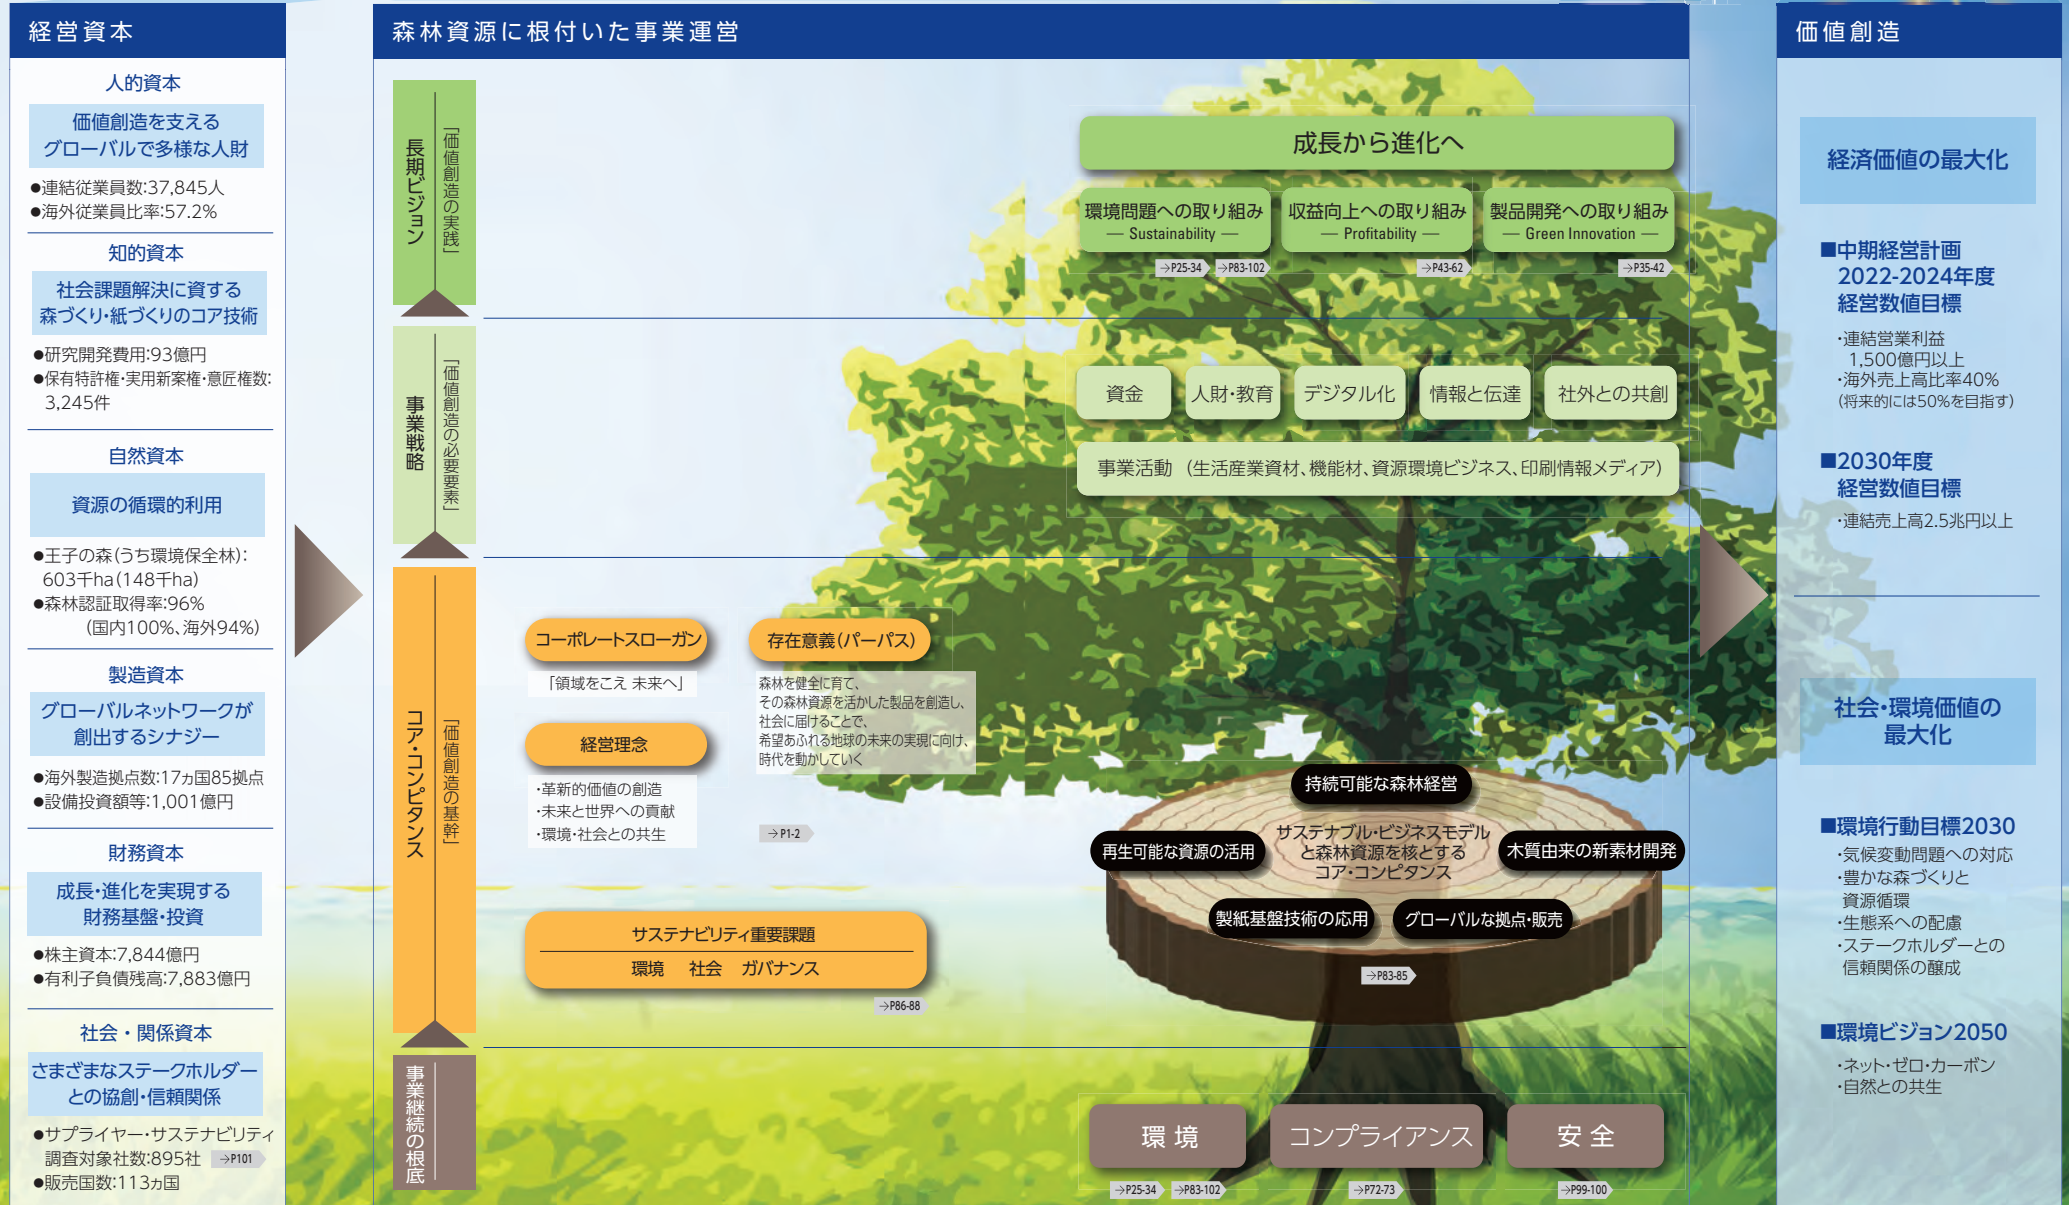 経営資本
人的資本
価値創造を支える
グローバルで多様な人財
●連結従業員数:37,845人
●海外従業員比率:57.2%
知的資本
社会課題解決に資する
森づくり・紙づくりのコア技術
●研究開発費用:93億円
●保有特許権・実用新案権・意匠権数:
3,245件
自然資本
資源の循環的利用
●王子の森(うち環境保全林):
603千ha(148千ha)
●森林認証取得率:96%
(国内100%、海外94%)
製造資本
グローバルネットワークが
創出するシナジー
●海外製造拠点数:17ヵ国85拠点
●設備投資額等:1,001億円
財務資本
成長・進化を実現する
財務基盤・投資
●株主資本:7,844億円
●有利子負債残高:7,883億円
社会・関係資本
さまざまなステークホルダー
との協創・信頼関係
●サプライヤー・サステナビリティ
調査対象社数:895社 →P101
●販売国数:113ヵ国
森林資源に根付いた事業運営
長期ビジョン
「価値創造の実践」
成長から進化へ
環境問題への取り組み
— Sustainability —
→P25-34 →P83-102
収益向上への取り組み
— Profitability —
→P43-62
製品開発への取り組み
— Green Innovation —
→P35-42
事業戦略
「価値創造の必要要素」
資金
人財・教育
デジタル化
情報と伝達
社外との共創
事業活動 (生活産業資材、機能材、資源環境ビジネス、印刷情報メディア)
コア・コンピタンス
「価値創造の基幹」
コーポレートスローガン
「領域をこえ 未来へ」
経営理念
・革新的価値の創造
・未来と世界への貢献
・環境・社会との共生
存在意義(パーパス)
森林を健全に育て、
その森林資源を活かした製品を創造し、
社会に届けることで、
希望あふれる地球の未来の実現に向け、
時代を動かしていく
→P1-2
サステナビリティ重要課題
環境 社会 ガバナンス
→P86-88
持続可能な森林経営
再生可能な資源の活用
サステナブル・ビジネスモデル
と森林資源を核とする
コア・コンピタンス
木質由来の新素材開発
製紙基盤技術の応用
グローバルな拠点・販売
→P83-85
事業継続の根底
環境
→P25-34 →P83-102
コンプライアンス
→P72-73
安全
→P99-100
価値創造
経済価値の最大化
■中期経営計画
2022-2024年度
経営数値目標
・連結営業利益
1,500億円以上
・海外売上高比率40%
(将来的には50%を目指す)
■2030年度
経営数値目標
・連結売上高2.5兆円以上
社会・環境価値の
最大化
■環境行動目標2030
・気候変動問題への対応
・豊かな森づくりと
資源循環
・生態系への配慮
・ステークホルダーとの
信頼関係の醸成
■環境ビジョン2050
・ネット・ゼロ・カーボン
・自然との共生